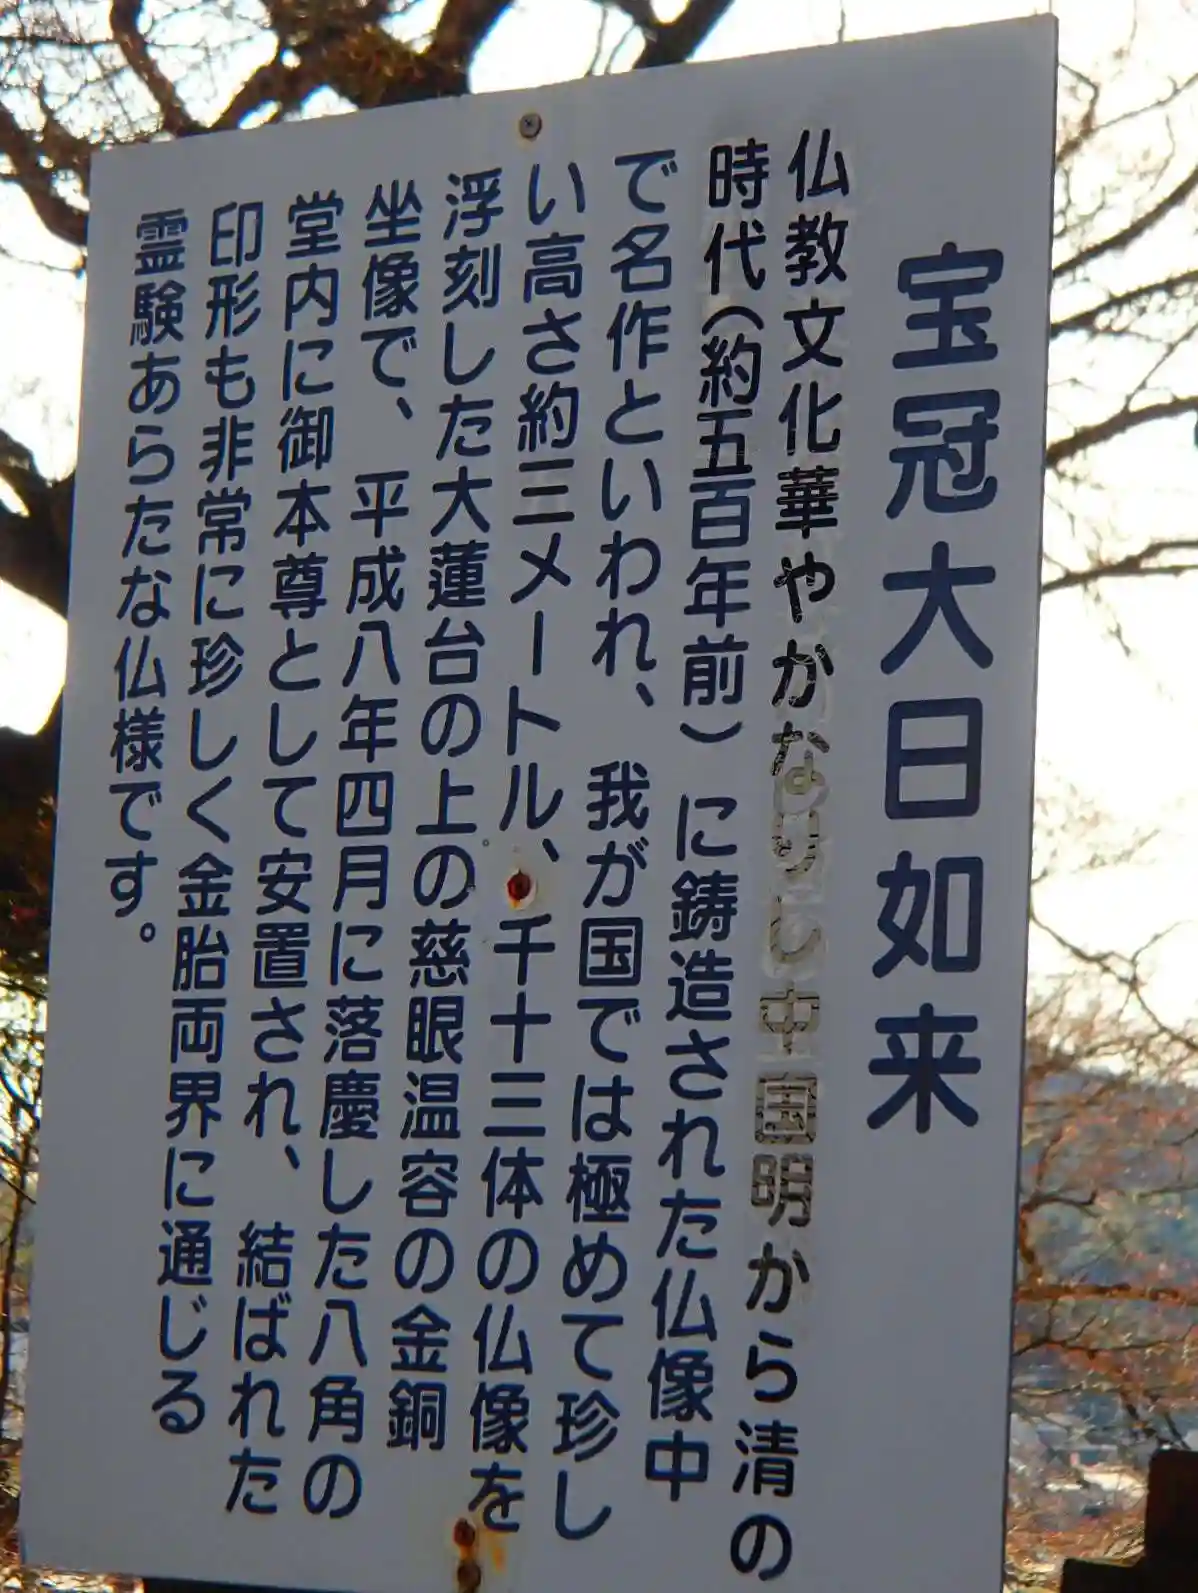 宝冠大日如来
仏教文化華やかなりし中国明から清の
時代(約五百年前)に鋳造された仏像中
で名作といわれ、我が国では極めて珍し
い高さ約三メートル、千十三体の仏像を
浮刻した大蓮台の上の慈眼温容の金銅
坐像で、平成八年四月に落慶した八角の
堂内に御本尊として安置され、結ばれた
印形も非常に珍しく金胎両界に通じる
霊験あらたな仏様です。